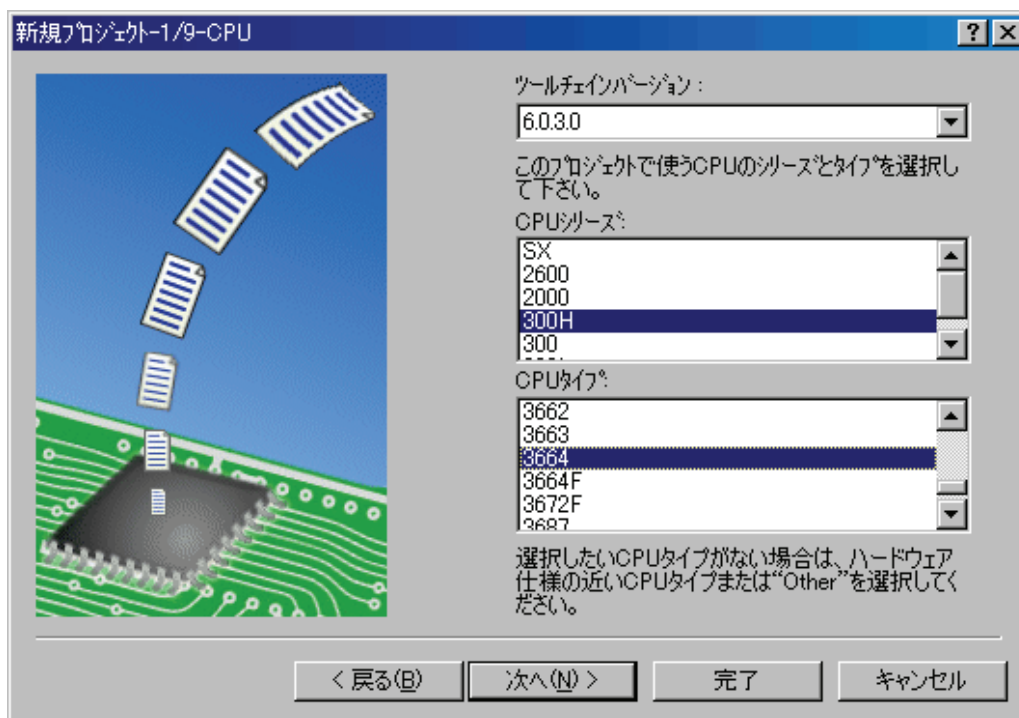 新規ﾌﾟﾛｼﾞｪｸﾄ-1/9-CPU
ﾂｰﾙﾁｪｲﾝﾊﾞｰｼﾞｮﾝ :
6.0.3.0
このﾌﾟﾛｼﾞｪｸﾄで使うCPUのｼﾘｰｽﾞとﾀｲﾌﾟを選択し
て下さい。
CPUｼﾘｰｽﾞ:
SX
2600
2000
300H
300
CPUﾀｲﾌﾟ:
3662
3663
3664
3664F
3672F
3687
選択したいCPUﾀｲﾌﾟがない場合は、ハードウェア
仕様の近いCPUﾀｲﾌﾟまたは“Other”を選択してく
ださい。
< 戻る(B)
次へ(N) >
完了
キャンセル